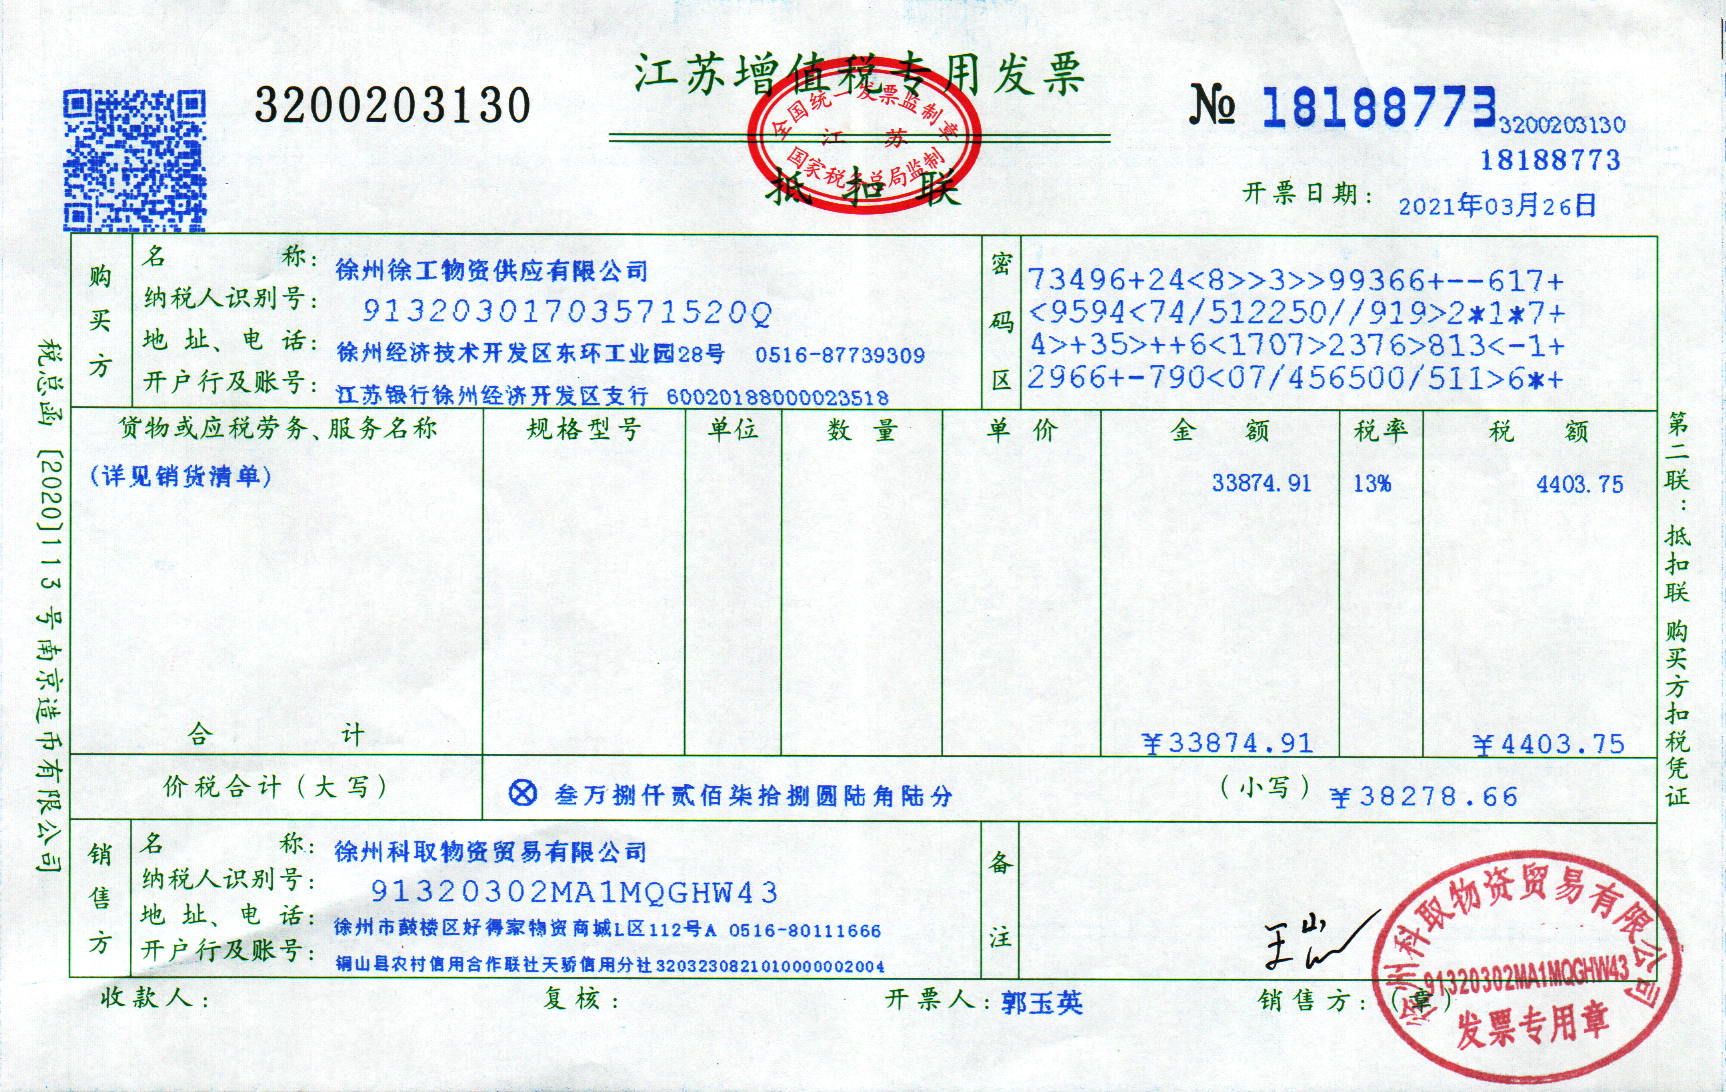 江苏增值税专用发票
3200203130
№ 18188773
3200203130
18188773
全国统一发票监制章
江 苏
国家税务总局监制
抵 扣 联
开票日期： 2021年03月26日
购买方
名 称： 徐州徐工物资供应有限公司
纳税人识别号： 91320301703571520Q
地 址、电 话： 徐州经济技术开发区东环工业园28号 0516-87739309
开户行及账号： 江苏银行徐州经济开发区支行 60020188000023518
密码区
73496+24<8>>3>>99366+--617+
<9594<74/512250//919>2*1*7+
4>+35>++6<1707>2376>813<-1+
2966+-790<07/456500/511>6*+
货物或应税劳务、服务名称 规格型号 单位 数 量 单 价 金 额 税率 税 额
(详见销货清单) 33874.91 13% 4403.75
合 计 ¥33874.91 ¥4403.75
价税合计（大写） ⊗ 叁万捌仟贰佰柒拾捌圆陆角陆分 （小写） ¥38278.66
销售方
名 称： 徐州科取物资贸易有限公司
纳税人识别号： 91320302MA1MQGHW43
地 址、电 话： 徐州市鼓楼区好得家物资商城L区112号A 0516-80111666
开户行及账号： 铜山县农村信用合作联社天骄信用分社3203230821010000002004
备注
收款人： 复核： 开票人： 郭玉英 销售方：（章）
徐州科取物资贸易有限公司
91320302MA1MQGHW43
发票专用章
税总函 [2020]113 号南京造币有限公司
第二联：抵扣联 购买方扣税凭证